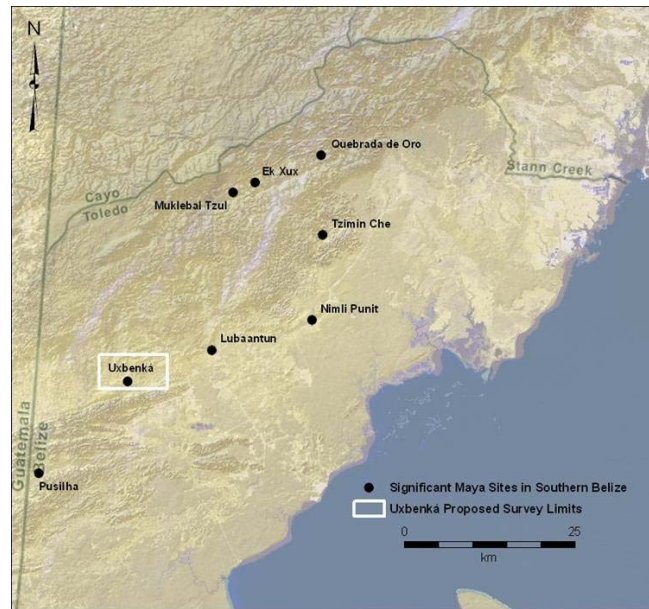 N
Quebrada de Oro
Ek Xux
Stann Creek
Cayo
Toledo
Muklebal Tzul
Tzimin Che
Nimli Punit
Lubaantun
Uxbenká
Guatemala
Belize
Pusilha
Significant Maya Sites in Southern Belize
Uxbenká Proposed Survey Limits
0 25
km